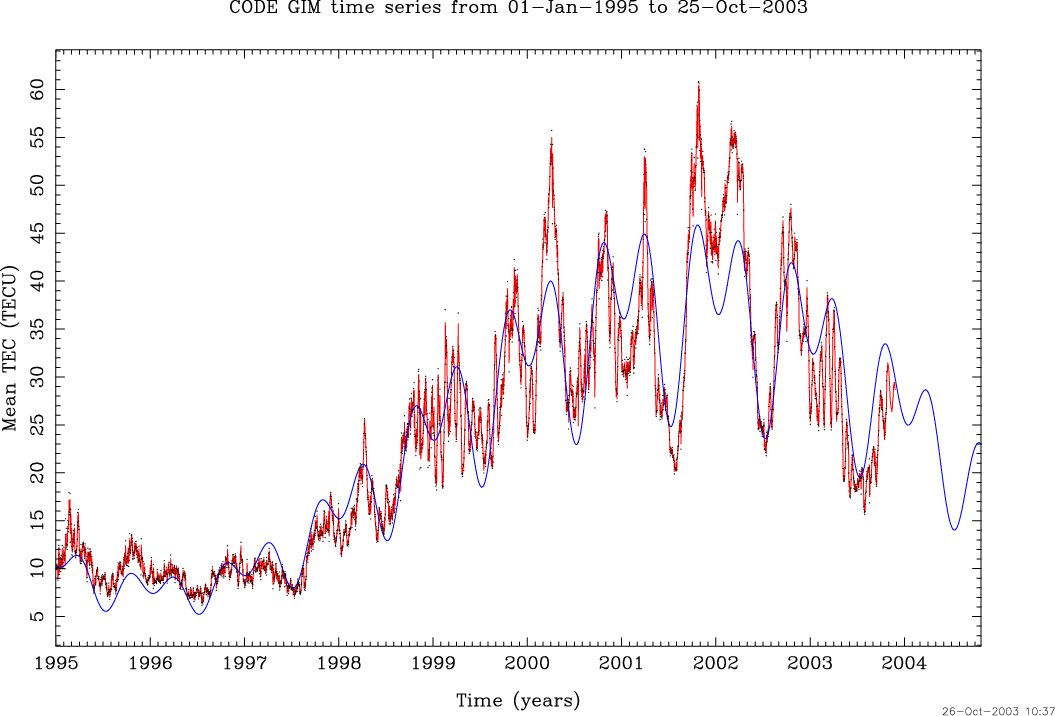 CODE GIM time series from 01-Jan-1995 to 25-Oct-2003
60
55
50
45
40
35
30
25
20
15
10
5
Mean TEC (TECU)
1995 1996 1997 1998 1999 2000 2001 2002 2003 2004
Time (years)
26-Oct-2003 10:37